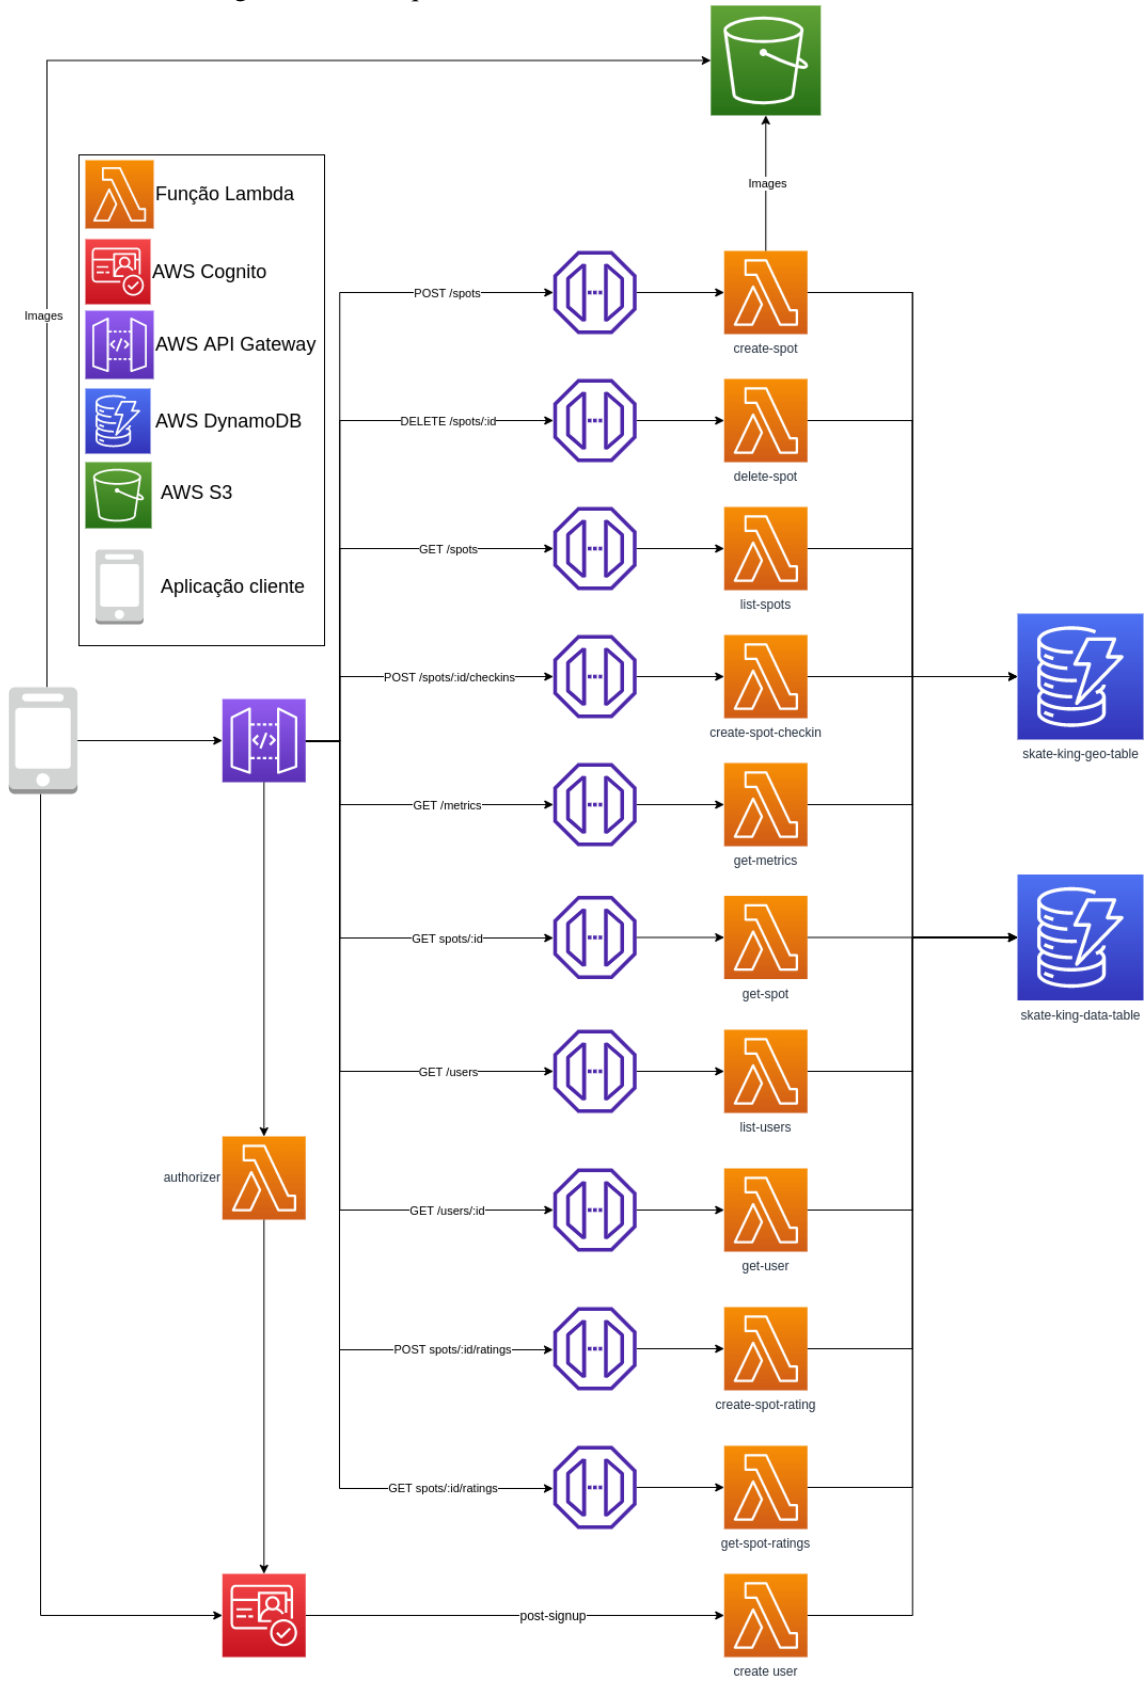 Images
Função Lambda
AWS Cognito
AWS API Gateway
AWS DynamoDB
AWS S3
Aplicação cliente
Images
POST /spots
create-spot
DELETE /spots/:id
delete-spot
GET /spots
list-spots
POST /spots/:id/checkins
create-spot-checkin
skate-king-geo-table
GET /metrics
get-metrics
GET spots/:id
get-spot
skate-king-data-table
GET /users
list-users
authorizer
GET /users/:id
get-user
POST spots/:id/ratings
create-spot-rating
GET spots/:id/ratings
get-spot-ratings
post-signup
create user